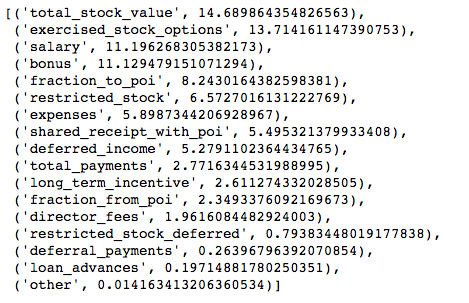 [('total_stock_value', 14.689864354826563),
('exercised_stock_options', 13.714161147390753),
('salary', 11.196268305382173),
('bonus', 11.129479151071294),
('fraction_to_poi', 8.2430164382598381),
('restricted_stock', 6.5727016131222769),
('expenses', 5.8987344206928967),
('shared_receipt_with_poi', 5.495321379933408),
('deferred_income', 5.2791102364434765),
('total_payments', 2.7716344531988995),
('long_term_incentive', 2.611274332028505),
('fraction_from_poi', 2.3493376092169673),
('director_fees', 1.9616084482924003),
('restricted_stock_deferred', 0.79383448019177838),
('deferral_payments', 0.26396796392070854),
('loan_advances', 0.19714881780250351),
('other', 0.014163413206360534)]